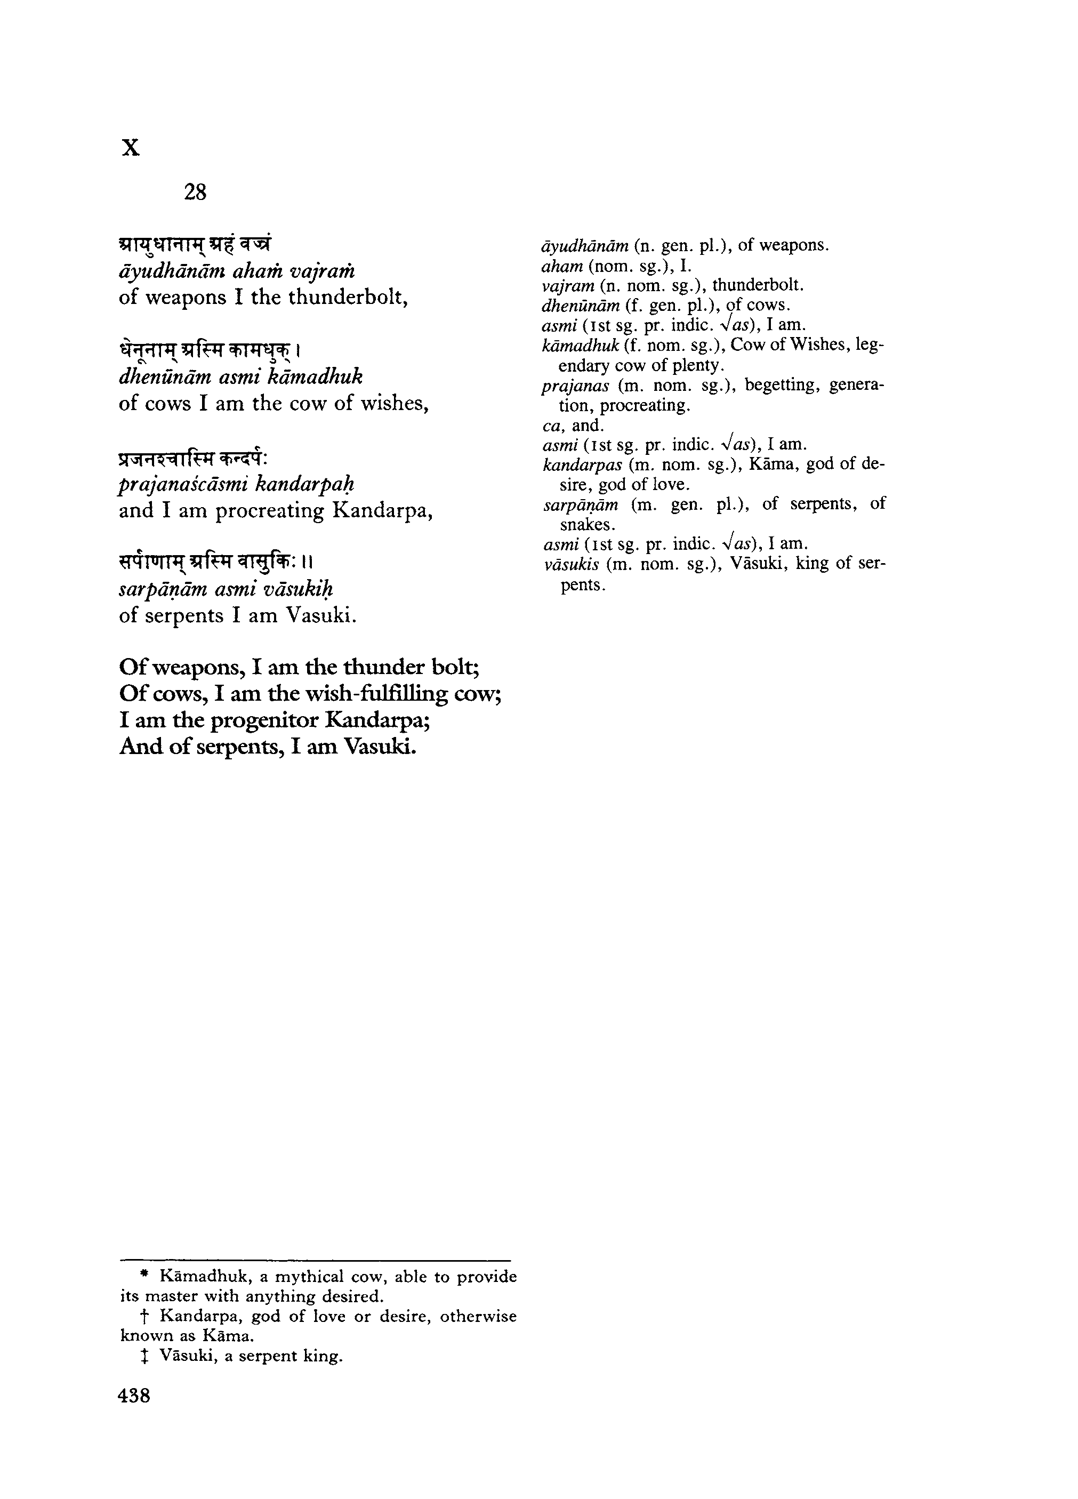 X
28
आयुधानाम् अहं वज्रं
āyudhānām ahaṁ vajraṁ
of weapons I the thunderbolt,
धेनूनाम् अस्मि कामधुक् ।
dhenūnām asmi kāmadhuk
of cows I am the cow of wishes,
प्रजनश्चास्मि कन्दर्पः
prajanaścāsmi kandarpaḥ
and I am procreating Kandarpa,
सर्पाणाम् अस्मि वासुकिः ॥
sarpāṇām asmi vāsukiḥ
of serpents I am Vasuki.
Of weapons, I am the thunder bolt;
Of cows, I am the wish-fulfilling cow;
I am the progenitor Kandarpa;
And of serpents, I am Vasuki.
āyudhānām (n. gen. pl.), of weapons.
aham (nom. sg.), I.
vajram (n. nom. sg.), thunderbolt.
dhenūnām (f. gen. pl.), of cows.
asmi (1st sg. pr. indic. √as), I am.
kāmadhuk (f. nom. sg.), Cow of Wishes, leg-
endary cow of plenty.
prajanas (m. nom. sg.), begetting, genera-
tion, procreating.
ca, and.
asmi (1st sg. pr. indic. √as), I am.
kandarpas (m. nom. sg.), Kāma, god of de-
sire, god of love.
sarpāṇām (m. gen. pl.), of serpents, of
snakes.
asmi (1st sg. pr. indic. √as), I am.
vāsukis (m. nom. sg.), Vāsuki, king of ser-
pents.
* Kāmadhuk, a mythical cow, able to provide
its master with anything desired.
† Kandarpa, god of love or desire, otherwise
known as Kāma.
‡ Vāsuki, a serpent king.
438